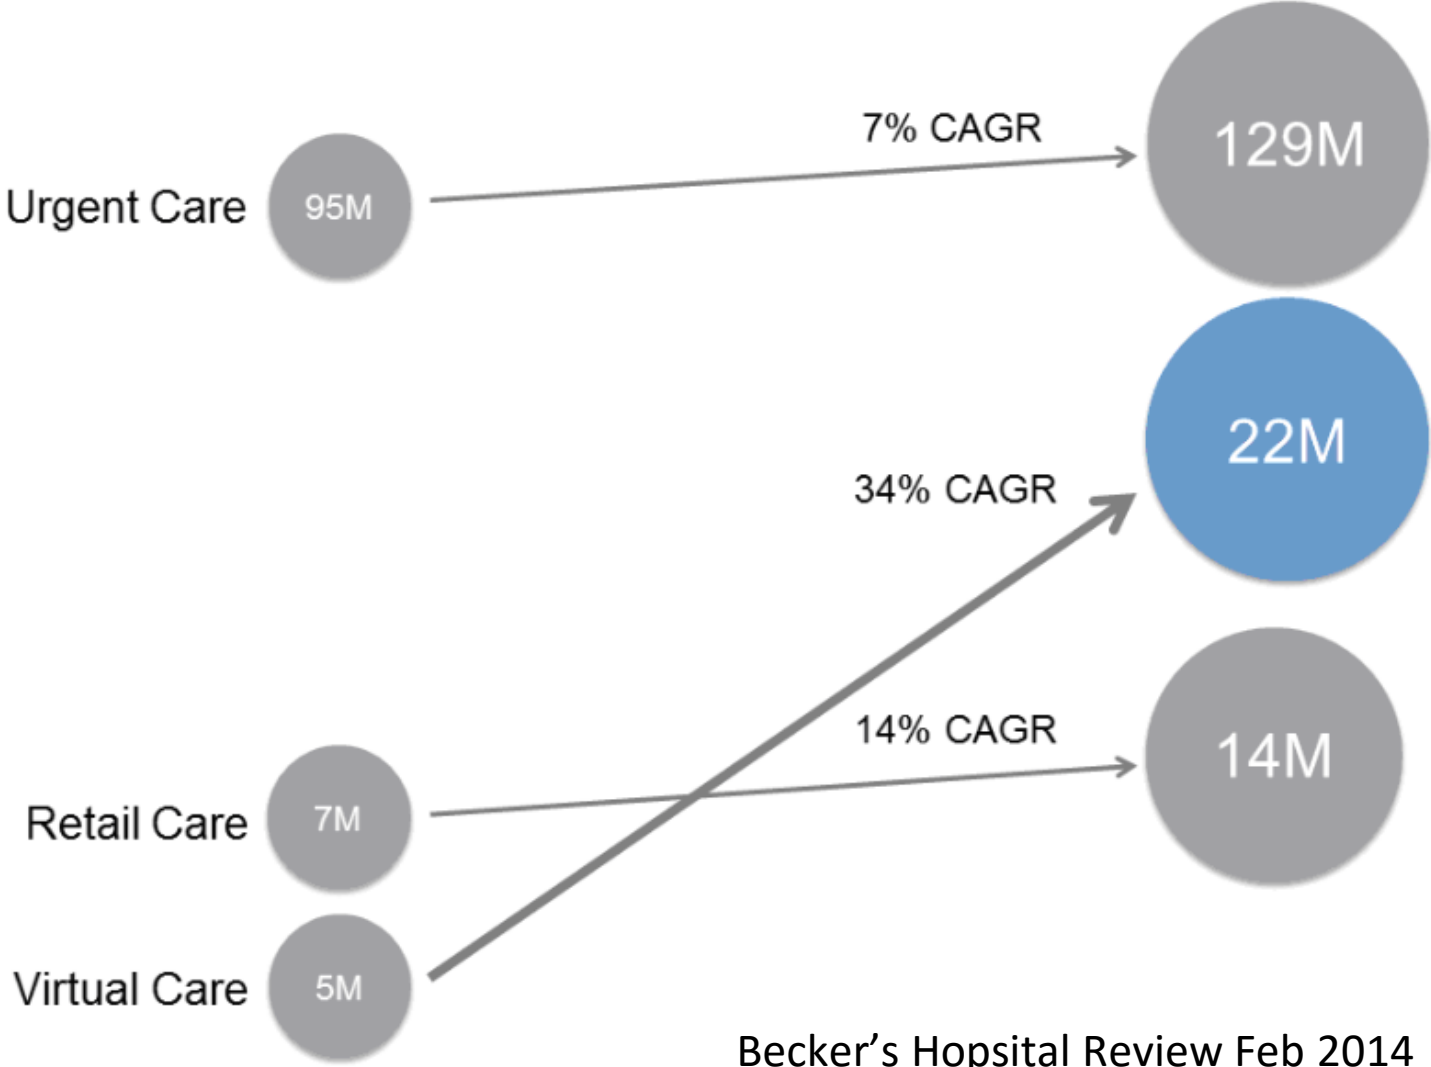 7% CAGR
129M
Urgent Care
95M
22M
34% CAGR
14% CAGR
14M
Retail Care
7M
Virtual Care
5M
Becker’s Hopsital Review Feb 2014